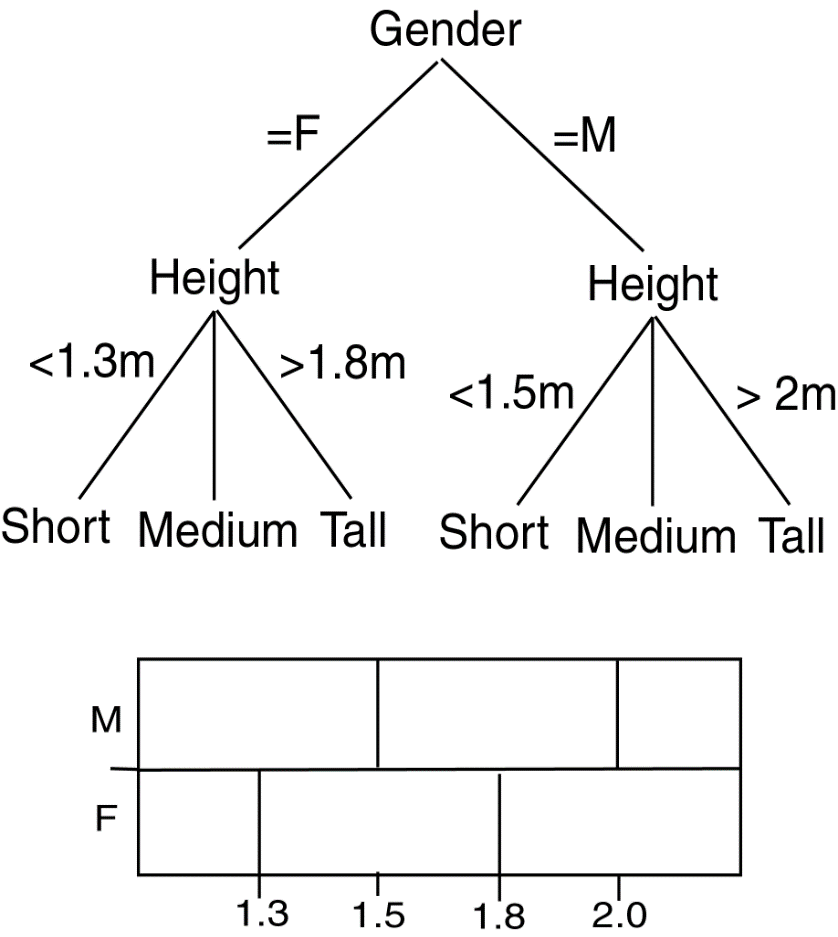 Gender
=F =M
Height Height
<1.3m >1.8m <1.5m > 2m
Short Medium Tall Short Medium Tall
M
F
1.3 1.5 1.8 2.0